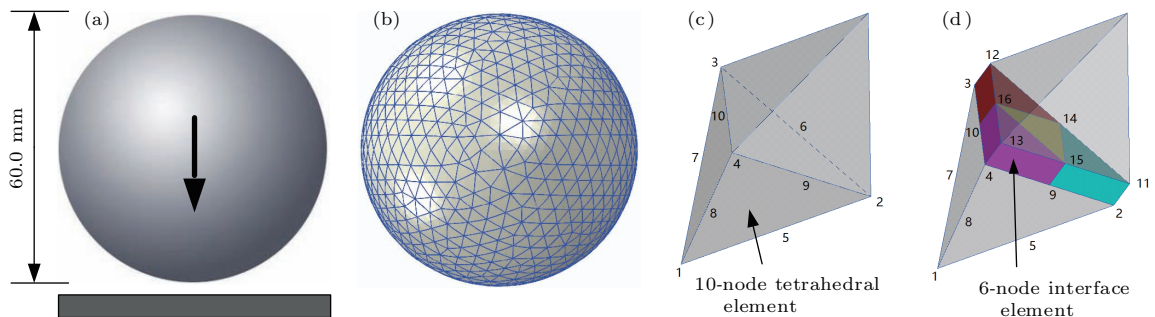 (a)
60.0 mm
(b)
(c)
3
10
6
7
4
9
8
2
5
1
10-node tetrahedral
element
(d)
12
3
16
14
10
13
15
7
4
11
9
2
8
5
1
6-node interface
element